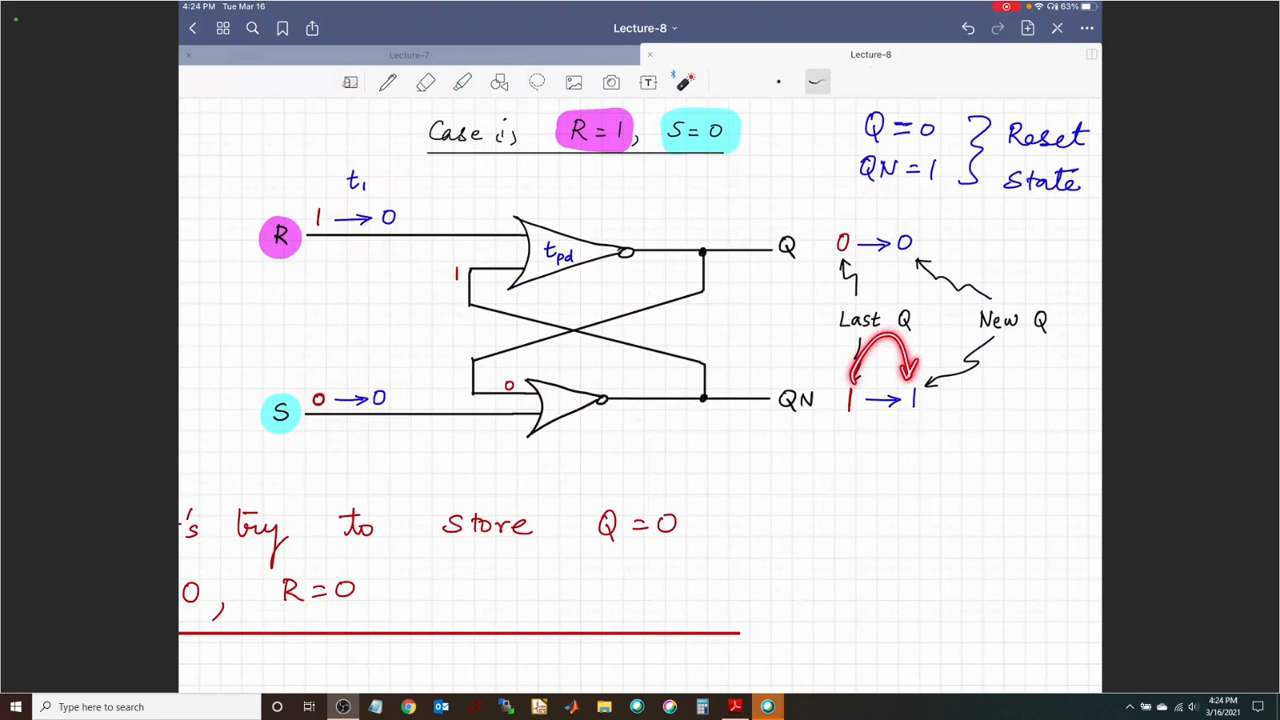 4:24 PM Tue Mar 16
63%
Lecture-8
Lecture-7
Lecture-8
Case is R = 1, S = 0
Q = 0
QN = 1
Reset
State
t1
R
1 → 0
tpd
Q
0 → 0
1
Last Q
New Q
0
S
0 → 0
QN
1 → 1
's try to store Q = 0
0, R = 0
Type here to search
4:24 PM
3/16/2021